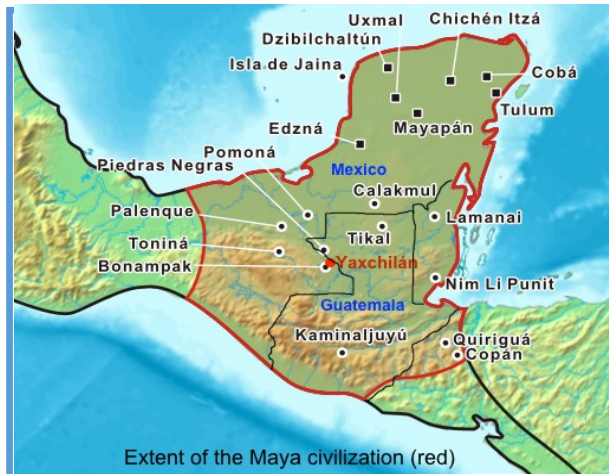 Uxmal
Chichén Itzá
Dzibilchaltún
Isla de Jaina
Cobá
Tulum
Mayapán
Edzná
Pomoná
Mexico
Piedras Negras
Calakmul
Palenque
Lamanai
Toniná
Tikal
Bonampak
Yaxchilán
Nim Li Punit
Guatemala
Kaminaljuyú
Quiriguá
Copán
Extent of the Maya civilization (red)